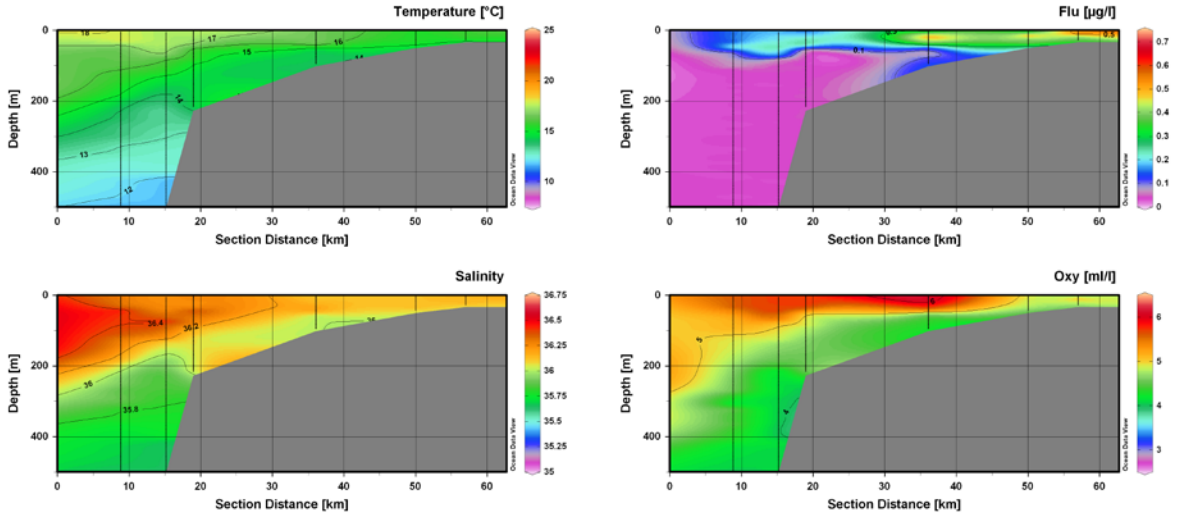 Temperature [°C]
0
200
400
Depth [m]
18
17
16
15
14
14
13
12
25
20
15
10
Ocean Data View
0 10 20 30 40 50 60
Section Distance [km]
Flu [µg/l]
0
200
400
Depth [m]
0.5
0.1
0.5
0.7
0.6
0.5
0.4
0.3
0.2
0.1
0
Ocean Data View
0 10 20 30 40 50 60
Section Distance [km]
Salinity
0
200
400
Depth [m]
36.4
36.2
36
36
35.8
36.75
36.5
36.25
36
35.75
35.5
35.25
35
Ocean Data View
0 10 20 30 40 50 60
Section Distance [km]
Oxy [ml/l]
0
200
400
Depth [m]
6
5
4
6
5
4
3
Ocean Data View
0 10 20 30 40 50 60
Section Distance [km]